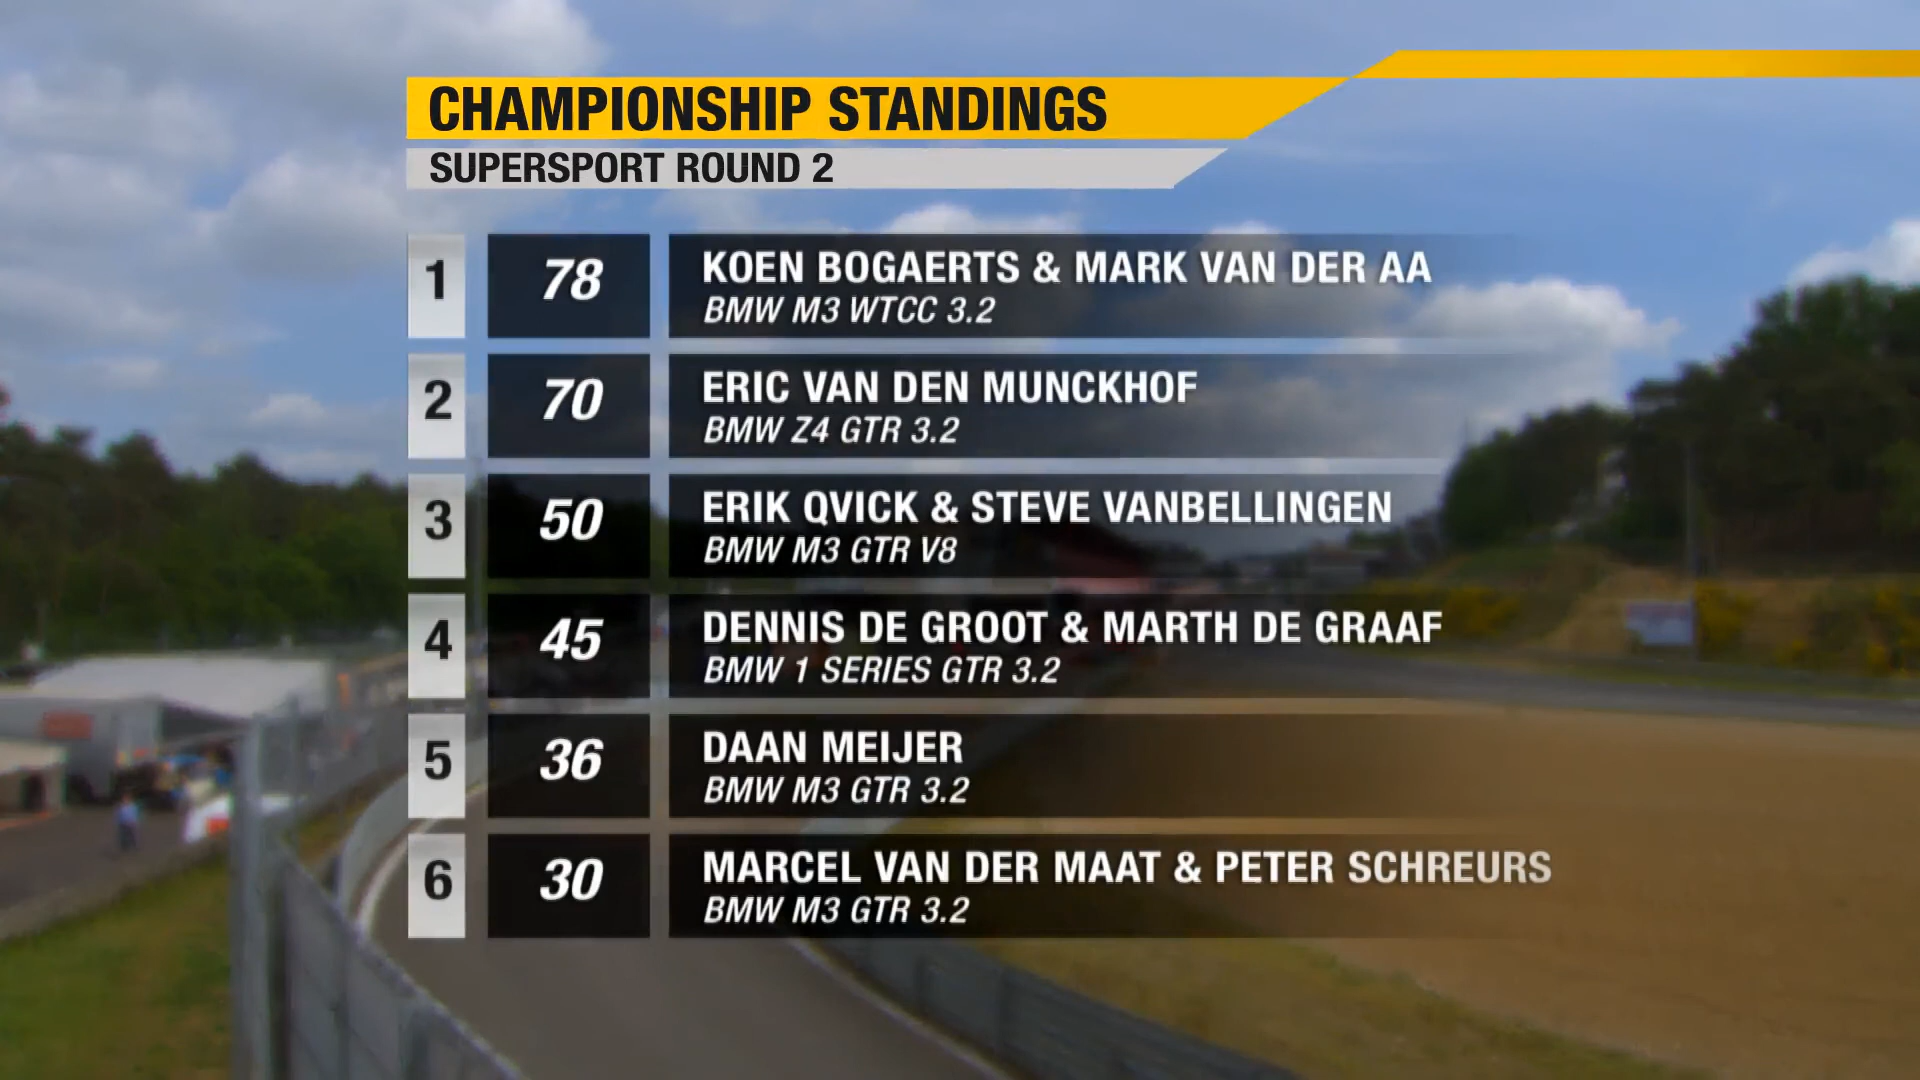 CHAMPIONSHIP STANDINGS
SUPERSPORT ROUND 2
1 78 KOEN BOGAERTS & MARK VAN DER AA
BMW M3 WTCC 3.2
2 70 ERIC VAN DEN MUNCKHOF
BMW Z4 GTR 3.2
3 50 ERIK QVICK & STEVE VANBELLINGEN
BMW M3 GTR V8
4 45 DENNIS DE GROOT & MARTH DE GRAAF
BMW 1 SERIES GTR 3.2
5 36 DAAN MEIJER
BMW M3 GTR 3.2
6 30 MARCEL VAN DER MAAT & PETER SCHREURS
BMW M3 GTR 3.2